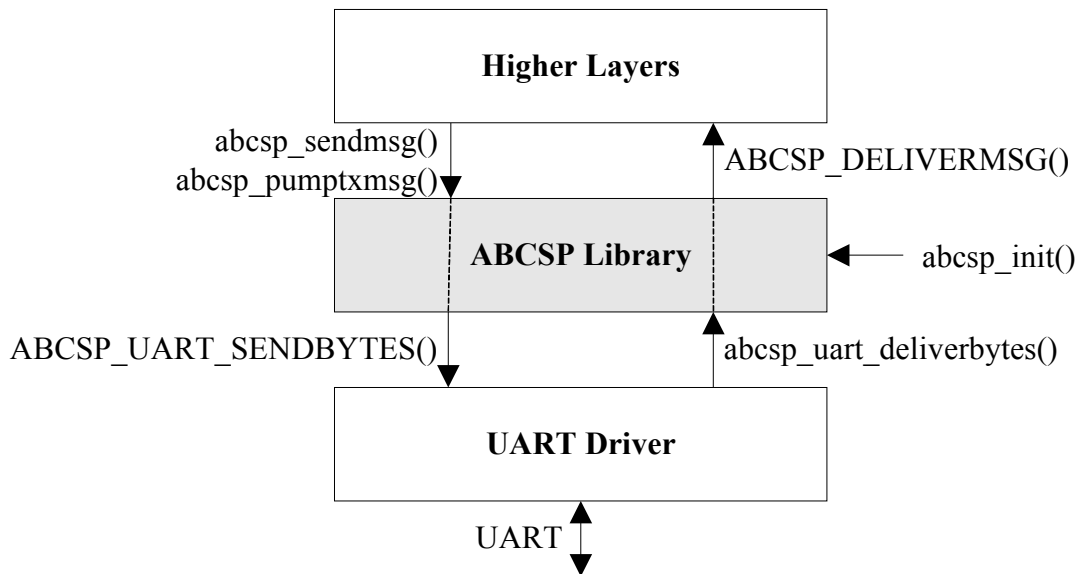 Higher Layers
abcsp_sendmsg()
abcsp_pumptxmsg()
ABCSP_DELIVERMSG()
ABCSP Library
abcsp_init()
ABCSP_UART_SENDBYTES()
abcsp_uart_deliverbytes()
UART Driver
UART